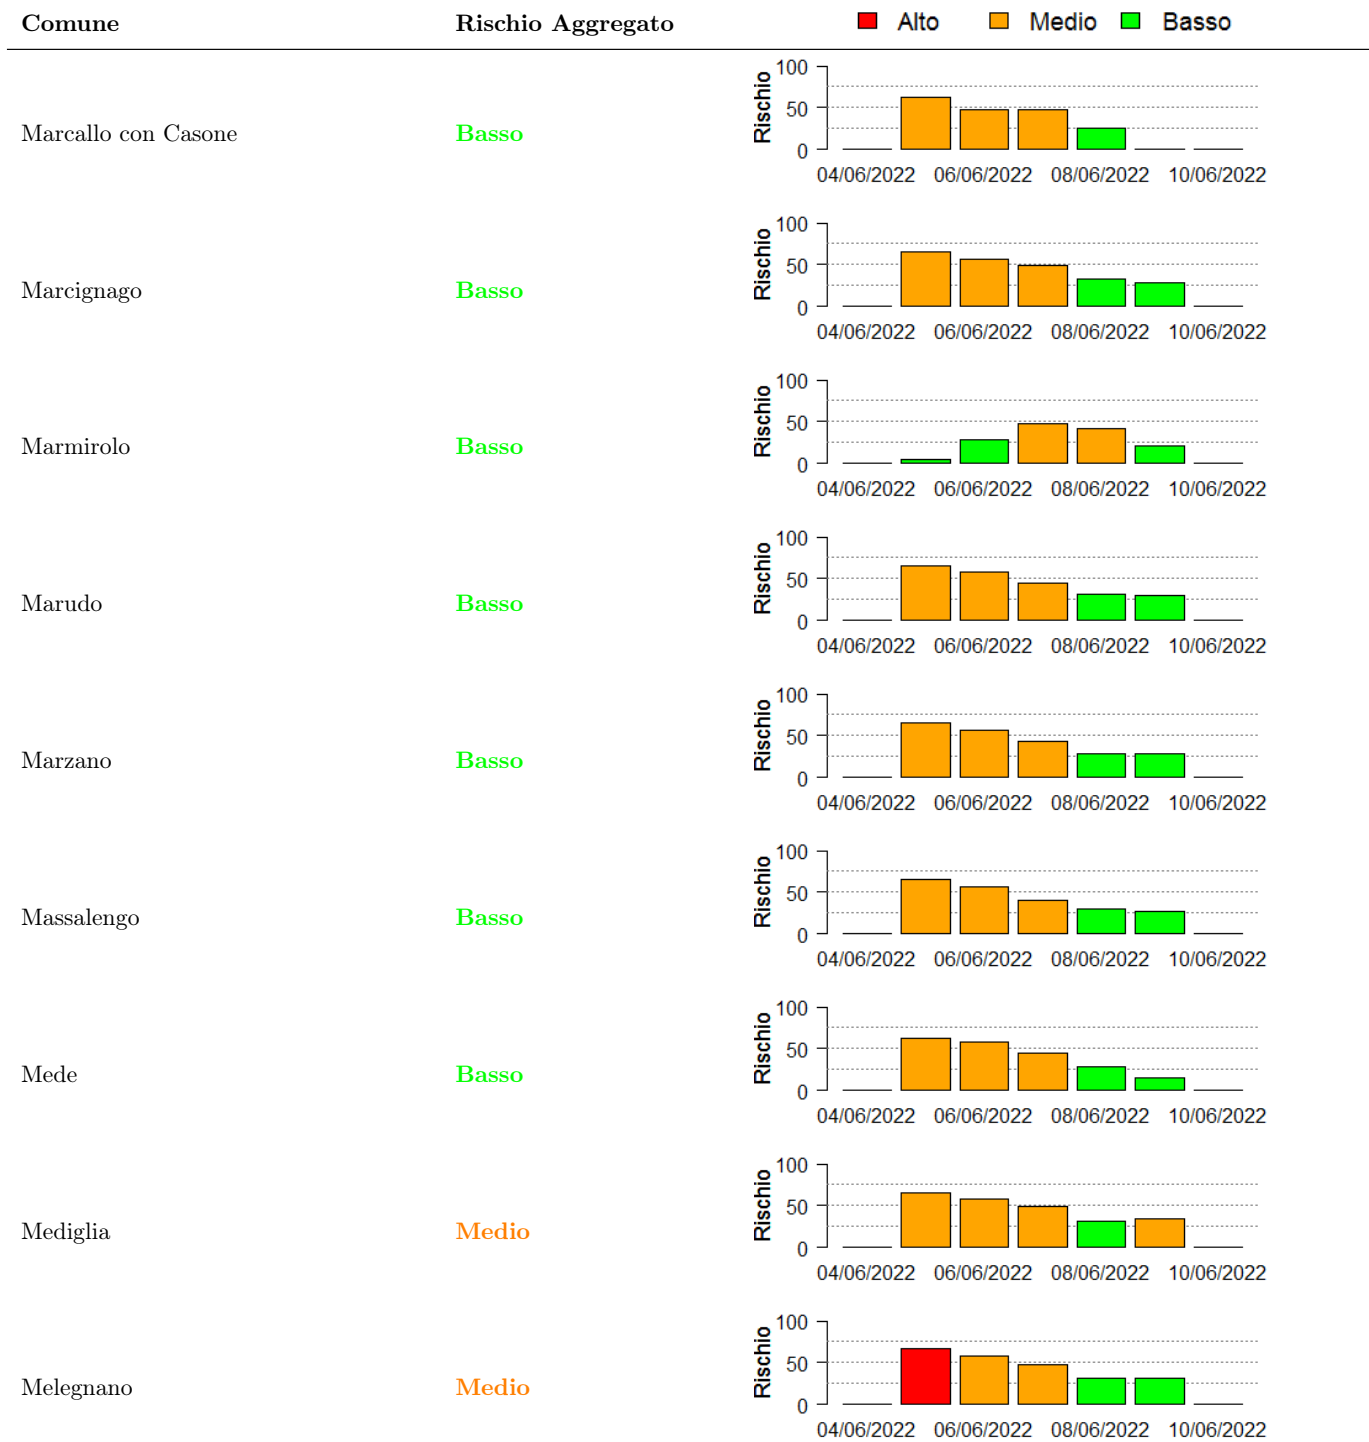 Comune Rischio Aggregato Alto Medio Basso
Marcallo con Casone Basso
Rischio
100
50
0
04/06/2022 06/06/2022 08/06/2022 10/06/2022
Marcignago Basso
Rischio
100
50
0
04/06/2022 06/06/2022 08/06/2022 10/06/2022
Marmirolo Basso
Rischio
100
50
0
04/06/2022 06/06/2022 08/06/2022 10/06/2022
Marudo Basso
Rischio
100
50
0
04/06/2022 06/06/2022 08/06/2022 10/06/2022
Marzano Basso
Rischio
100
50
0
04/06/2022 06/06/2022 08/06/2022 10/06/2022
Massalengo Basso
Rischio
100
50
0
04/06/2022 06/06/2022 08/06/2022 10/06/2022
Mede Basso
Rischio
100
50
0
04/06/2022 06/06/2022 08/06/2022 10/06/2022
Mediglia Medio
Rischio
100
50
0
04/06/2022 06/06/2022 08/06/2022 10/06/2022
Melegnano Medio
Rischio
100
50
0
04/06/2022 06/06/2022 08/06/2022 10/06/2022